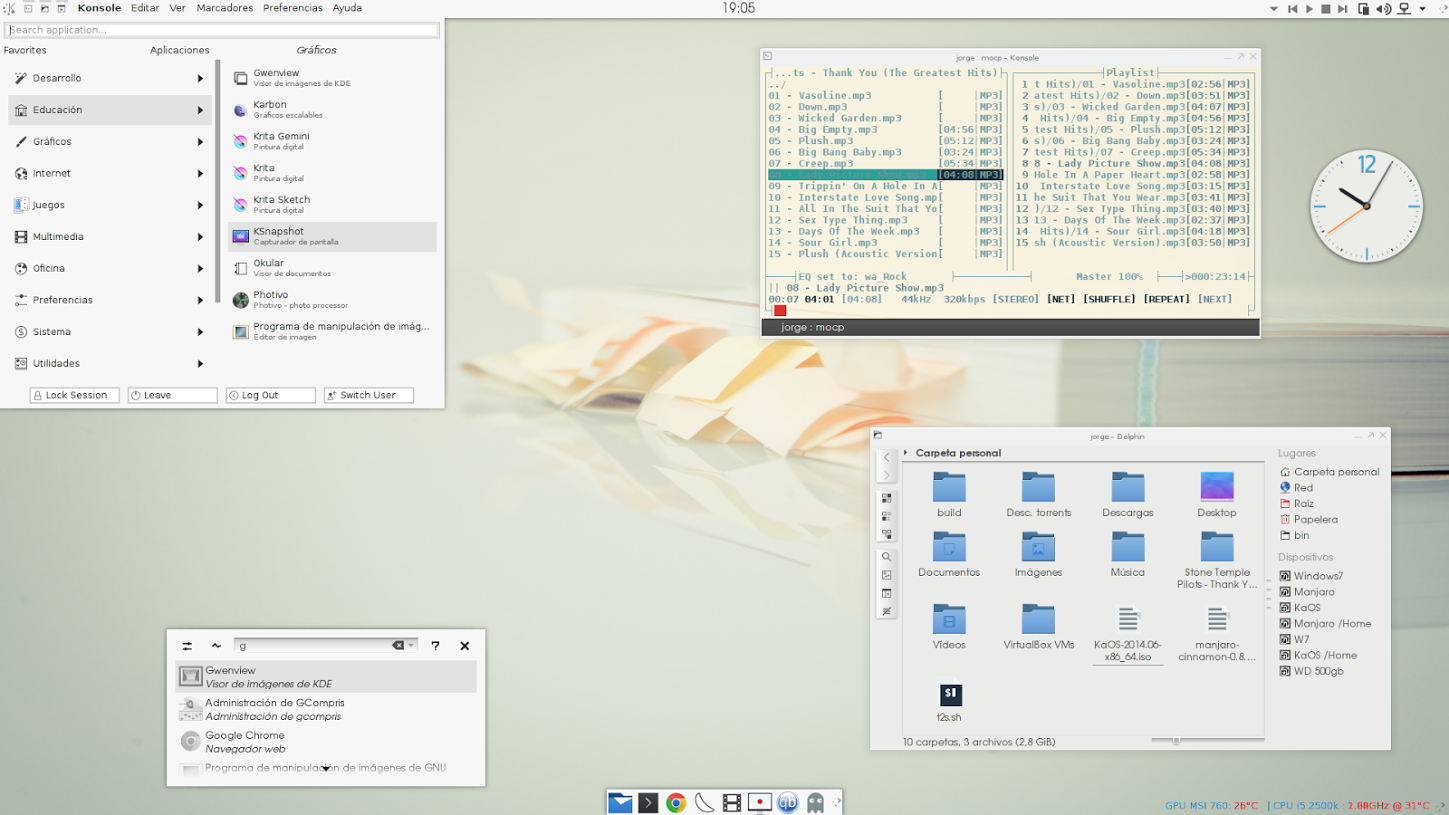 Konsole Editar Ver Marcadores Preferencias Ayuda
19:05
Search application...
Favorites Aplicaciones Gráficos
Desarrollo
Educación
Gráficos
Internet
Juegos
Multimedia
Oficina
Preferencias
Sistema
Utilidades
Gwenview
Visor de imágenes de KDE
Karbon
Gráficos escalables
Krita Gemini
Pintura digital
Krita
Pintura digital
Krita Sketch
Pintura digital
KSnapshot
Capturador de pantalla
Okular
Visor de documentos
Photivo
Photivo - photo processor
Programa de manipulación de imág...
Editor de imagen
Lock Session Leave Log Out Switch User
jorge : mocp – Konsole
...ts - Thank You (The Greatest Hits)
../
01 - Vasoline.mp3 [ |MP3]
02 - Down.mp3 [ |MP3]
03 - Wicked Garden.mp3 [ |MP3]
04 - Big Empty.mp3 [04:56|MP3]
05 - Plush.mp3 [05:12|MP3]
06 - Big Bang Baby.mp3 [03:24|MP3]
07 - Creep.mp3 [05:34|MP3]
08 - Lady Picture Show.mp3 [04:08|MP3]
09 - Trippin' On A Hole In A[ |MP3]
10 - Interstate Love Song.mp[ |MP3]
11 - All In The Suit That Yo[ |MP3]
12 - Sex Type Thing.mp3 [ |MP3]
13 - Days Of The Week.mp3 [ |MP3]
14 - Sour Girl.mp3 [ |MP3]
15 - Plush (Acoustic Version[ |MP3]
Playlist
1 t Hits)/01 - Vasoline.mp3[02:56|MP3]
2 atest Hits)/02 - Down.mp3[03:51|MP3]
3 s)/03 - Wicked Garden.mp3[04:07|MP3]
4 Hits)/04 - Big Empty.mp3[04:56|MP3]
5 test Hits)/05 - Plush.mp3[05:12|MP3]
6 s)/06 - Big Bang Baby.mp3[03:24|MP3]
7 test Hits)/07 - Creep.mp3[05:34|MP3]
8 8 - Lady Picture Show.mp3[04:08|MP3]
9 Hole In A Paper Heart.mp3[02:58|MP3]
10 Interstate Love Song.mp3[03:15|MP3]
11 he Suit That You Wear.mp3[03:41|MP3]
12 )/12 - Sex Type Thing.mp3[03:40|MP3]
13 13 - Days Of The Week.mp3[02:37|MP3]
14 Hits)/14 - Sour Girl.mp3[04:18|MP3]
15 sh (Acoustic Version).mp3[03:50|MP3]
EQ set to: wa_Rock Master 100% >000:23:14
|| 08 - Lady Picture Show.mp3
00:07 04:01 [04:08] 44kHz 320kbps [STEREO] [NET] [SHUFFLE] [REPEAT] [NEXT]
jorge : mocp
12
jorge – Dolphin
Carpeta personal
build Desc. torrents Descargas Desktop
Documentos Imágenes Música Stone Temple
Pilots - Thank Y...
Vídeos VirtualBox VMs KaOS-2014.06-
x86_64.iso
manjaro-
cinnamon-0.8....
$
t2s.sh
10 carpetas, 3 archivos (2,8 GiB)
Lugares
Carpeta personal
Red
Raíz
Papelera
bin
Dispositivos
Windows7
Manjaro
KaOS
Manjaro /Home
W7
KaOS /Home
WD 500gb
g
?
Gwenview
Visor de imágenes de KDE
Administración de GCompris
Administración de gcompris
Google Chrome
Navegador web
Programa de manipulación de imágenes de GNU
qb
GPU MSI 760: 26°C | CPU i5 2500k : 1.68GHz @ 31°C